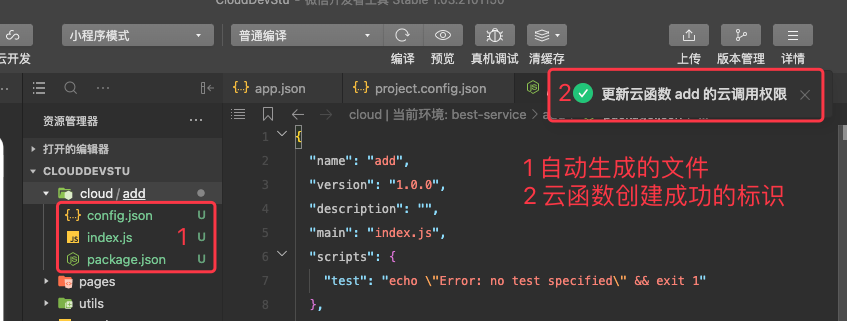 CloudDevStu - 微信开发者工具 Stable 1.03.2101150
云开发
小程序模式
普通编译
编译
预览
真机调试
清缓存
上传
版本管理
详情
app.json
project.config.json
2
更新云函数 add 的云调用权限
资源管理器
cloud | 当前环境: best-service
打开的编辑器
CLOUDDEVSTU
cloud / add
config.json U
index.js U
package.json U
pages
utils
1
1 {
2 "name": "add",
3 "version": "1.0.0",
4 "description": "",
5 "main": "index.js",
6 "scripts": {
7 "test": "echo \"Error: no test specified\" && exit 1"
8 },
1 自动生成的文件
2 云函数创建成功的标识